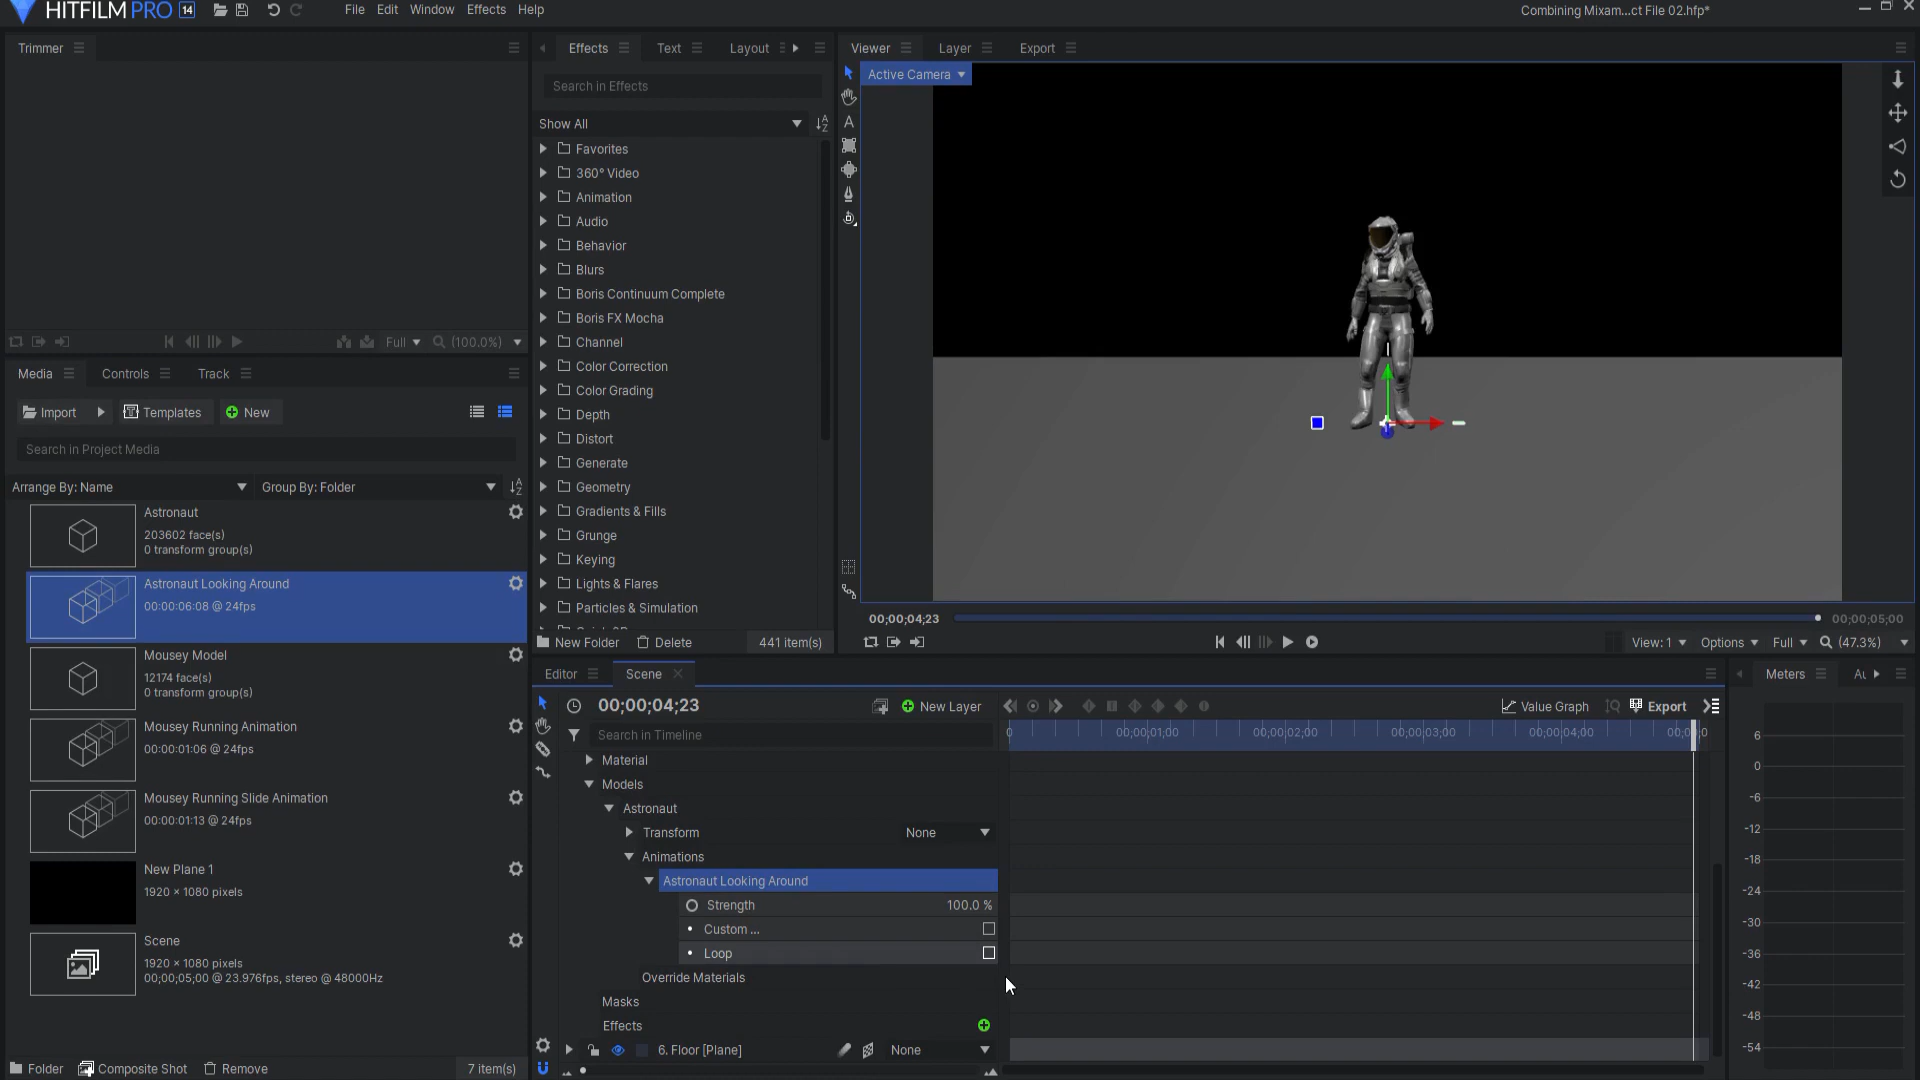 HITFILM PRO 14
File Edit Window Effects Help
Combining Mixam...ct File 02.hfp*
Trimmer
Full (100.0%)
Media Controls Track
Import Templates New
Search in Project Media
Arrange By: Name Group By: Folder
Astronaut
203602 face(s)
0 transform group(s)
Astronaut Looking Around
00:00:06:08 @ 24fps
Mousey Model
12174 face(s)
0 transform group(s)
Mousey Running Animation
00:00:01:06 @ 24fps
Mousey Running Slide Animation
00:00:01:13 @ 24fps
New Plane 1
1920 × 1080 pixels
Scene
1920 × 1080 pixels
00;00;05;00 @ 23.976fps, stereo @ 48000Hz
Folder Composite Shot Remove 7 item(s)
Effects Text Layout
Search in Effects
Show All
Favorites
360° Video
Animation
Audio
Behavior
Blurs
Boris Continuum Complete
Boris FX Mocha
Channel
Color Correction
Color Grading
Depth
Distort
Generate
Geometry
Gradients & Fills
Grunge
Keying
Lights & Flares
Particles & Simulation
New Folder Delete 441 item(s)
Viewer Layer Export
Active Camera
00;00;04;23 00;00;05;00
View: 1 Options Full (47.3%)
Editor Scene
00;00;04;23 New Layer Value Graph Export
Search in Timeline
0 00;00;01;00 00;00;02;00 00;00;03;00 00;00;04;00
Material
Models
Astronaut
Transform None
Animations
Astronaut Looking Around
Strength 100.0 %
Custom ...
Loop
Override Materials
Masks
Effects
6. Floor [Plane] None
Meters
6
0
-6
-12
-18
-24
-30
-36
-42
-48
-54